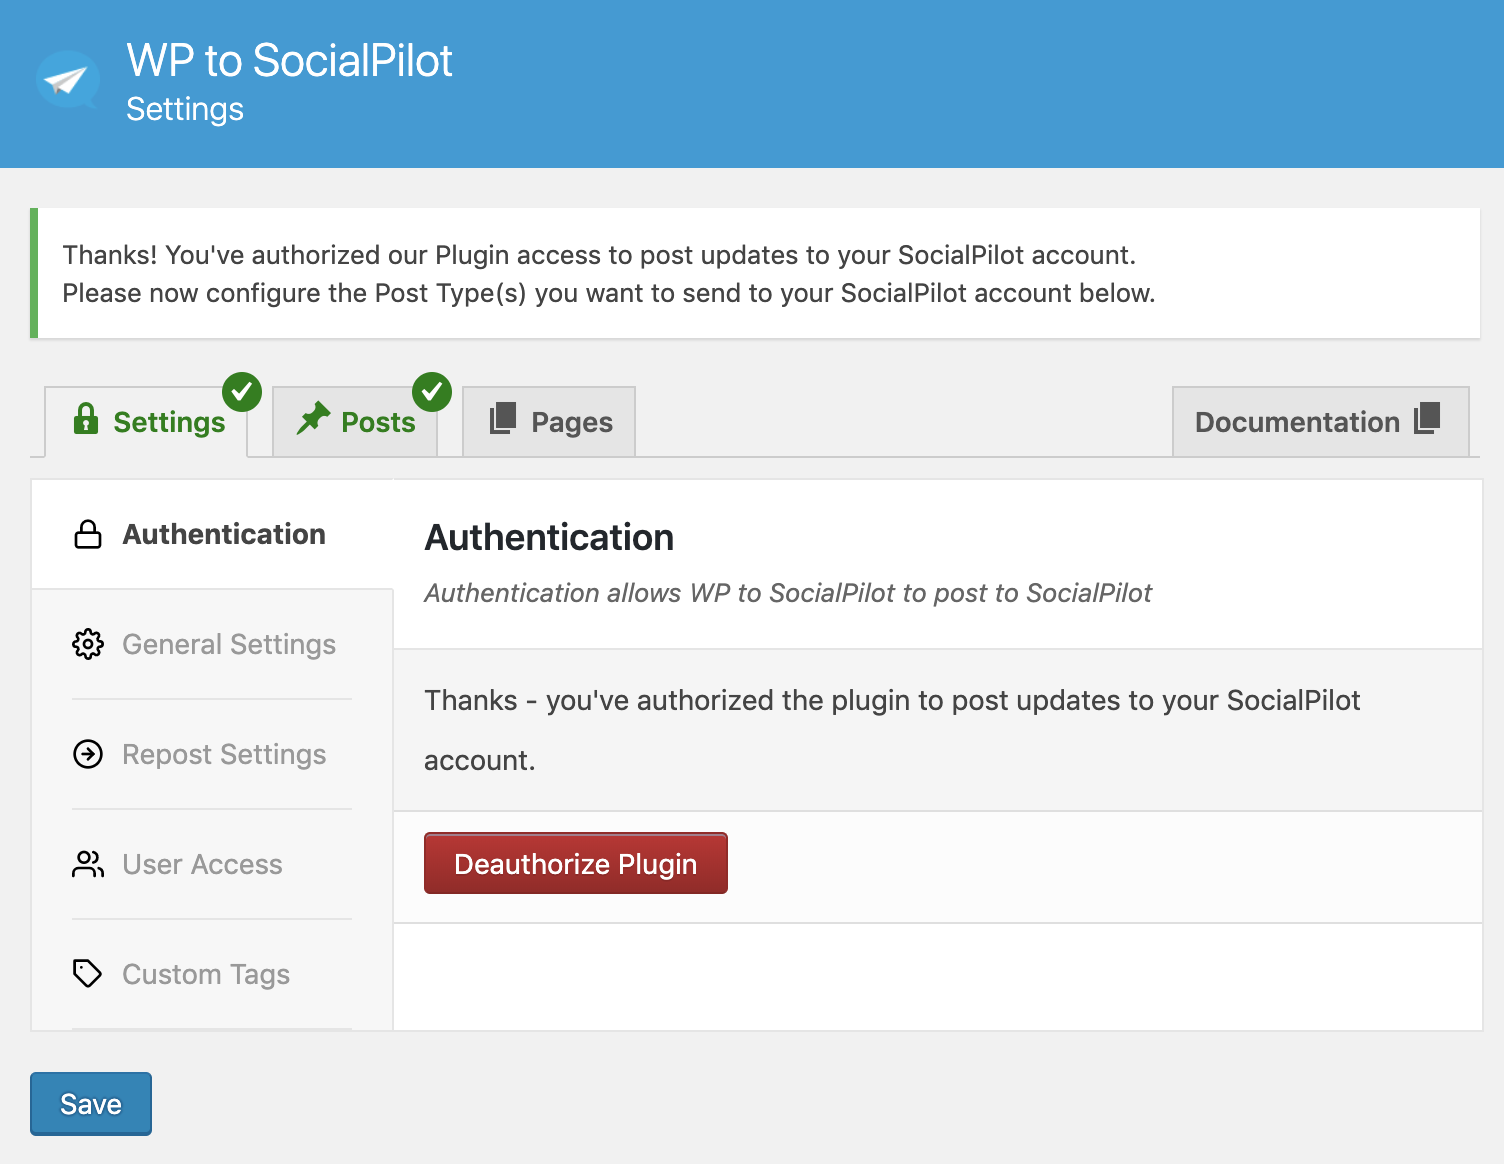 WP to SocialPilot
Settings
Thanks! You've authorized our Plugin access to post updates to your SocialPilot account.
Please now configure the Post Type(s) you want to send to your SocialPilot account below.
Settings
Posts
Pages
Documentation
Authentication
General Settings
Repost Settings
User Access
Custom Tags
Authentication
Authentication allows WP to SocialPilot to post to SocialPilot
Thanks - you've authorized the plugin to post updates to your SocialPilot
account.
Deauthorize Plugin
Save